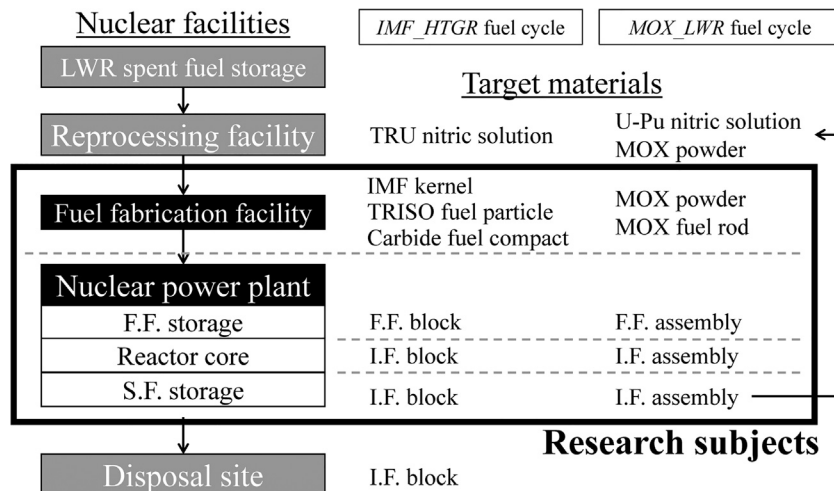 Nuclear facilities
IMF_HTGR fuel cycle
MOX_LWR fuel cycle
LWR spent fuel storage
Target materials
Reprocessing facility
TRU nitric solution
U-Pu nitric solution
MOX powder
Fuel fabrication facility
IMF kernel
TRISO fuel particle
Carbide fuel compact
MOX powder
MOX fuel rod
Nuclear power plant
F.F. storage
F.F. block
F.F. assembly
Reactor core
I.F. block
I.F. assembly
S.F. storage
I.F. block
I.F. assembly
Research subjects
Disposal site
I.F. block